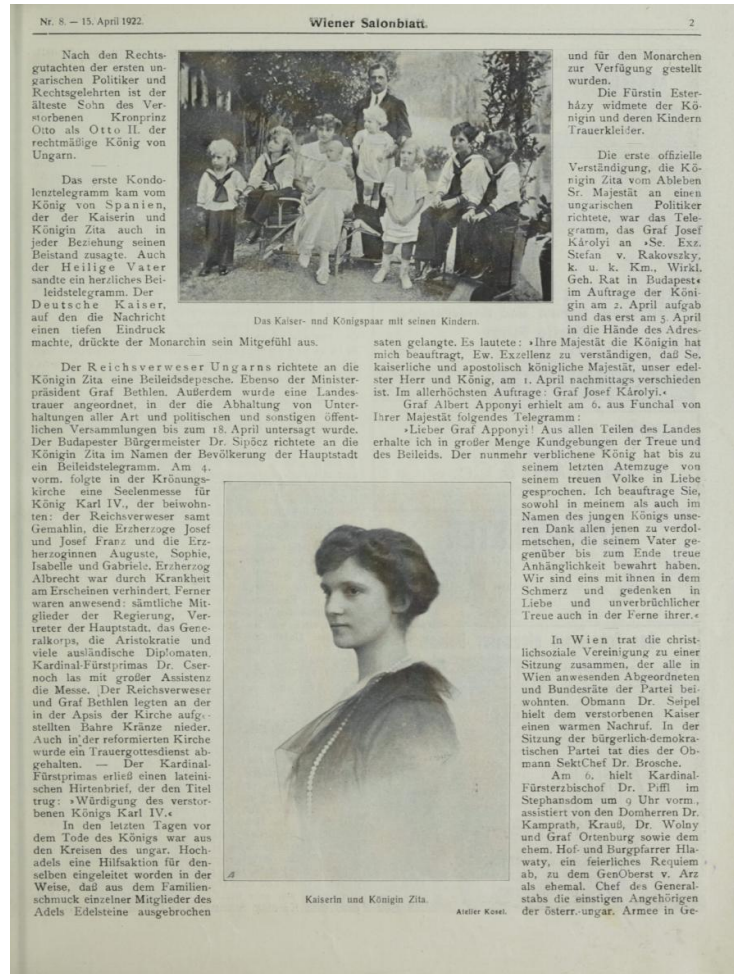 Nr. 8. — 15. April 1922.
Wiener Salonblatt.
2
Nach den Rechts-
gutachten der ersten un-
garischen Politiker und
Rechtsgelehrten ist der
älteste Sohn des Ver-
storbenen Kronprinz
Otto als Otto II. der
rechtmäßige König von
Ungarn.
Das erste Kondo-
lenztelegramm kam vom
König von Spanien,
der der Kaiserin und
Königin Zita auch in
jeder Beziehung seinen
Beistand zusagte. Auch
der Heilige Vater
sandte ein herzliches Bei-
leidstelegramm. Der
Deutsche Kaiser,
auf den die Nachricht
einen tiefen Eindruck
machte, drückte der Monarchin sein Mitgefühl aus.
Der Reichsverweser Ungarns richtete an die
Königin Zita eine Beileidsdepesche. Ebenso der Minister-
präsident Graf Bethlen. Außerdem wurde eine Landes-
trauer angeordnet, in der die Abhaltung von Unter-
haltungen aller Art und politischen und sonstigen öffent-
lichen Versammlungen bis zum 18. April untersagt wurde.
Der Budapester Bürgermeister Dr. Sipöcz richtete an die
Königin Zita im Namen der Bevölkerung der Hauptstadt
ein Beileidstelegramm. Am 4.
vorm. folgte in der Krönungs-
kirche eine Seelenmesse für
König Karl IV., der beiwohn-
ten: der Reichsverweser samt
Gemahlin, die Erzherzoge Josef
und Josef Franz und die Erz-
herzoginnen Auguste, Sophie,
Isabelle und Gabriele. Erzherzog
Albrecht war durch Krankheit
am Erscheinen verhindert. Ferner
waren anwesend: sämtliche Mit-
glieder der Regierung, Ver-
treter der Hauptstadt, das Gene-
ralkorps, die Aristokratie und
viele ausländische Diplomaten.
Kardinal-Fürstprimas Dr. Cser-
noch las mit großer Assistenz
die Messe. Der Reichsverweser
und Graf Bethlen legten an der
in der Apsis der Kirche aufge-
stellten Bahre Kränze nieder.
Auch in der reformierten Kirche
wurde ein Trauergottesdienst ab-
gehalten. — Der Kardinal-
Fürstprimas erließ einen lateini-
schen Hirtenbrief, der den Titel
trug: »Würdigung des verstor-
benen Königs Karl IV.«
In den letzten Tagen vor
dem Tode des Königs war aus
den Kreisen des ungar. Hoch-
adels eine Hilfsaktion für den-
selben eingeleitet worden in der
Weise, daß aus dem Familien-
schmuck einzelner Mitglieder des
Adels Edelsteine ausgebrochen
Das Kaiser- und Königspaar mit seinen Kindern.
und für den Monarchen
zur Verfügung gestellt
wurden.
Die Fürstin Ester-
házy widmete der Kö-
nigin und deren Kindern
Trauerkleider.
Die erste offizielle
Verständigung, die Kö-
nigin Zita vom Ableben
Sr. Majestät an einen
ungarischen Politiker
richtete, war das Tele-
gramm, das Graf Josef
Károlyi an »Se. Exz.
Stefan v. Rakovszky,
k. u. k. Km., Wirkl.
Geh. Rat in Budapest«
im Auftrage der Köni-
gin am 2. April aufgab
und das erst am 3. April
in die Hände des Adres-
saten gelangte. Es lautete: »Ihre Majestät die Königin hat
mich beauftragt, Ew. Exzellenz zu verständigen, daß Se.
kaiserliche und apostolisch königliche Majestät, unser edel-
ster Herr und König, am 1. April nachmittags verschieden
ist. Im allerhöchsten Auftrage: Graf Josef Károlyi.«
Graf Albert Apponyi erhielt am 6. aus Funchal von
Ihrer Majestät folgendes Telegramm:
»Lieber Graf Apponyi! Aus allen Teilen des Landes
erhalte ich in großer Menge Kundgebungen der Treue und
des Beileids. Der nunmehr verblichene König hat bis zu
seinem letzten Atemzuge von
seinem treuen Volke in Liebe
gesprochen. Ich beauftrage Sie,
sowohl in meinem als auch im
Namen des jungen Königs unse-
ren Dank allen jenen zu verdol-
metschen, die seinem Vater ge-
genüber bis zum Ende treue
Anhänglichkeit bewahrt haben.
Wir sind eins mit ihnen in dem
Schmerz und gedenken in
Liebe und unverbrüchlicher
Treue auch in der Ferne ihrer.«
In Wien trat die christ-
lichsoziale Vereinigung zu einer
Sitzung zusammen, der alle in
Wien anwesenden Abgeordneten
und Bundesräte der Partei bei-
wohnten. Obmann Dr. Seipel
hielt dem verstorbenen Kaiser
einen warmen Nachruf. In der
Sitzung der bürgerlich-demokra-
tischen Partei tat dies der Ob-
mann SektChef Dr. Brosche.
Am 6. hielt Kardinal-
Fürsterzbischof Dr. Piffl im
Stephansdom um 9 Uhr vorm.,
assistiert von den Domherren Dr.
Kamprath, Krauß, Dr. Wolny
und Graf Ortenburg sowie dem
ehem. Hof- und Burgpfarrer Hla-
waty, ein feierliches Requiem
ab, zu dem GenOberst v. Arz
als ehemal. Chef des General-
stabs die einstigen Angehörigen
der österr.-ungar. Armee in Ge-
Kaiserin und Königin Zita.
Atelier Kosel.